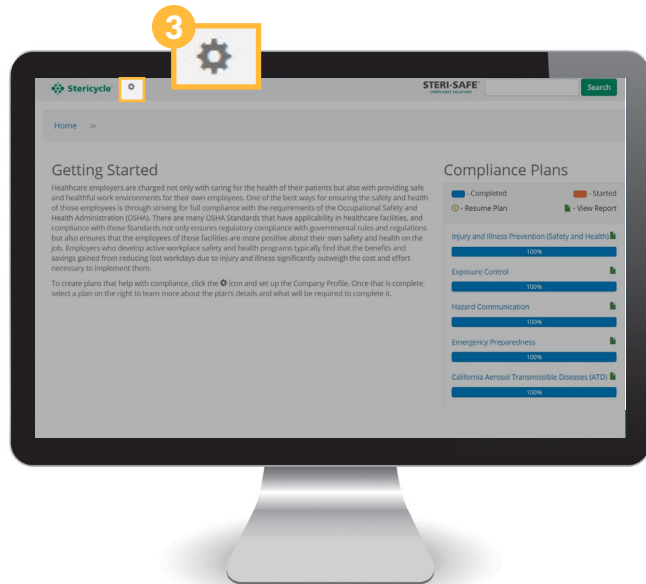 3
Stericycle
STERI-SAFE
COMPLIANCE SOLUTIONS
Search
Home »
Getting Started
Healthcare employers are charged not only with caring for the health of their patients but also with providing safe
and healthful work environments for their own employees. One of the best ways for ensuring the safety and health
of those employees is through striving for full compliance with the requirements of the Occupational Safety and
Health Administration (OSHA). There are many OSHA Standards that have applicability in healthcare facilities, and
compliance with those Standards not only ensures regulatory compliance with governmental rules and regulations
but also ensures that the employees of those facilities are more positive about their own safety and health on the
job. Employers who develop active workplace safety and health programs typically find that the benefits and
savings gained from reducing lost workdays due to injury and illness significantly outweigh the cost and effort
necessary to implement them.
To create plans that help with compliance, click the icon and set up the Company Profile. Once that is complete,
select a plan on the right to learn more about the plan's details and what will be required to complete it.
Compliance Plans
- Completed
- Started
- Resume Plan
- View Report
Injury and Illness Prevention (Safety and Health)
100%
Exposure Control
100%
Hazard Communication
100%
Emergency Preparedness
100%
California Aerosol Transmissible Diseases (ATD)
100%